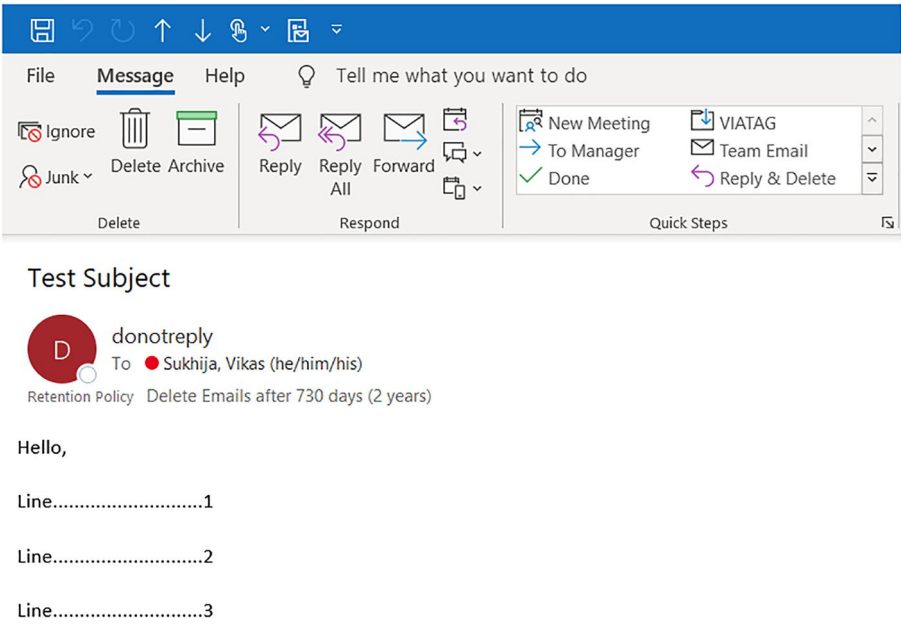 File Message Help Tell me what you want to do
Ignore
Junk
Delete Archive
Delete
Reply Reply All Forward
Respond
New Meeting VIATAG
To Manager Team Email
Done Reply & Delete
Quick Steps
Test Subject
D
donotreply
To Sukhija, Vikas (he/him/his)
Retention Policy Delete Emails after 730 days (2 years)
Hello,
Line............................1
Line............................2
Line............................3